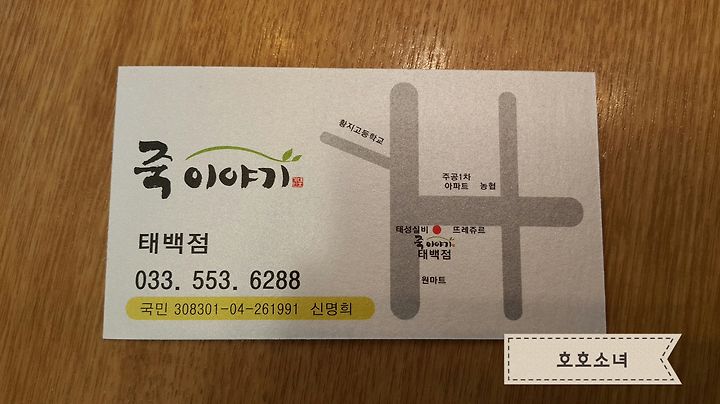 죽 이야기
태백점
033. 553. 6288
국민 308301-04-261991 신명희
황지고등학교
주공1차
아파트 농협
태성실비 뜨레쥬르
죽 이야기
태백점
원마트
호호소녀